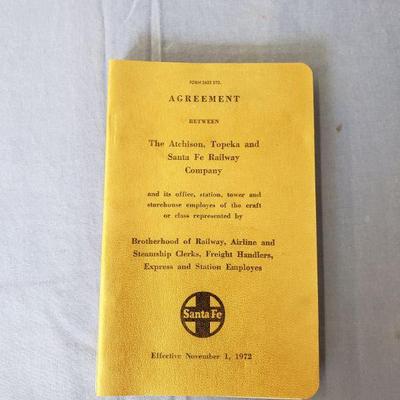 FORM 2625 STD.
AGREEMENT
BETWEEN
The Atchison, Topeka and
Santa Fe Railway
Company
and its office, station, tower and
storehouse employes of the craft
or class represented by
Brotherhood of Railway, Airline and
Steamship Clerks, Freight Handlers,
Express and Station Employes
Santa Fe
Effective November 1, 1972